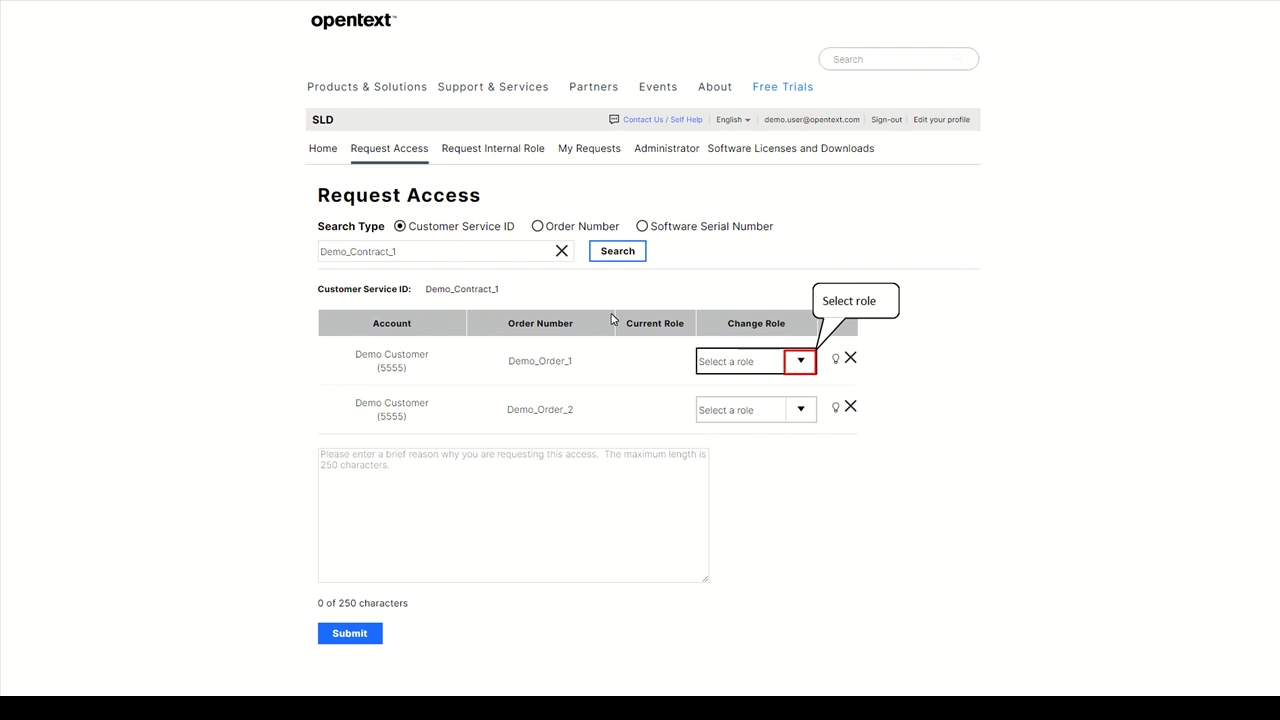 opentext™
Search
Products & Solutions Support & Services Partners Events About Free Trials
SLD Contact Us / Self Help English demo.user@opentext.com Sign-out Edit your profile
Home Request Access Request Internal Role My Requests Administrator Software Licenses and Downloads
Request Access
Search Type Customer Service ID Order Number Software Serial Number
Demo_Contract_1 Search
Customer Service ID: Demo_Contract_1
Select role
Account Order Number Current Role Change Role
Demo Customer
(5555)
Demo_Order_1
Select a role
Demo Customer
(5555)
Demo_Order_2
Select a role
Please enter a brief reason why you are requesting this access. The maximum length is
250 characters.
0 of 250 characters
Submit